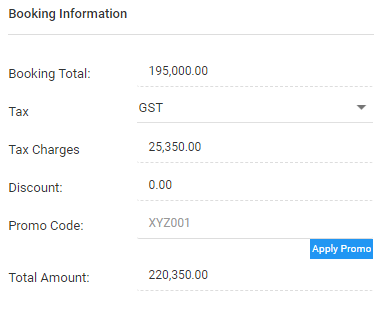 Booking Information
Booking Total: 195,000.00
Tax GST
Tax Charges 25,350.00
Discount: 0.00
Promo Code: XYZ001
Apply Promo
Total Amount: 220,350.00